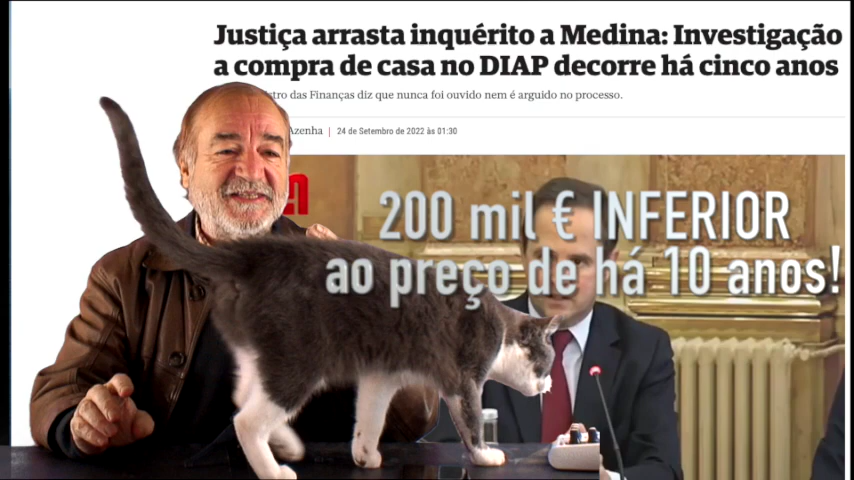 Justiça arrasta inquérito a Medina: Investigação
a compra de casa no DIAP decorre há cinco anos
das Finanças diz que nunca foi ouvido nem é arguido no processo.
Azenha | 24 de Setembro de 2022 às 01:30
200 mil € INFERIOR
ao preço de há 10 anos!